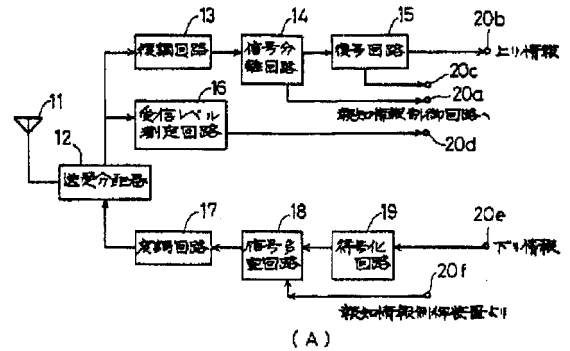 13
14
15
20b
復調回路
信号分
離回路
復号回路
上り情報
20c
20a
報知情報制御回路へ
11
16
受信レベル
測定回路
20d
12
送受分配器
17
18
19
20e
変調回路
信号多
重回路
符号化
回路
下り情報
20f
報知情報制御装置より
(A)